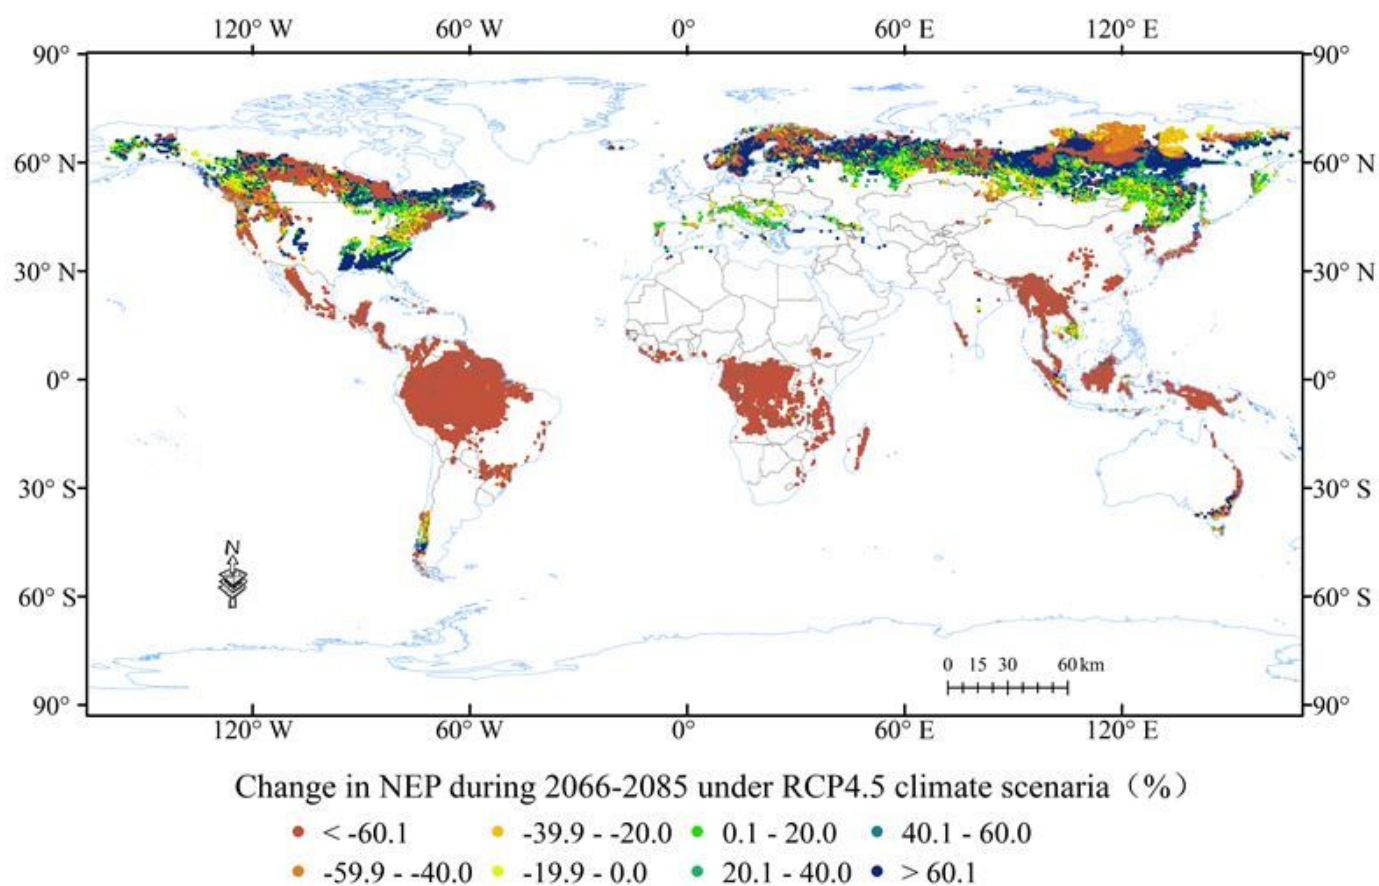 120° W 60° W 0° 60° E 120° E
90° 90°
60° N 60° N
30° N 30° N
0° 0°
30° S 30° S
N
60° S 60° S
0 15 30 60 km
90° 90°
120° W 60° W 0° 60° E 120° E
Change in NEP during 2066-2085 under RCP4.5 climate scenaria（%）
< -60.1 -39.9 - -20.0 0.1 - 20.0 40.1 - 60.0
-59.9 - -40.0 -19.9 - 0.0 20.1 - 40.0 > 60.1